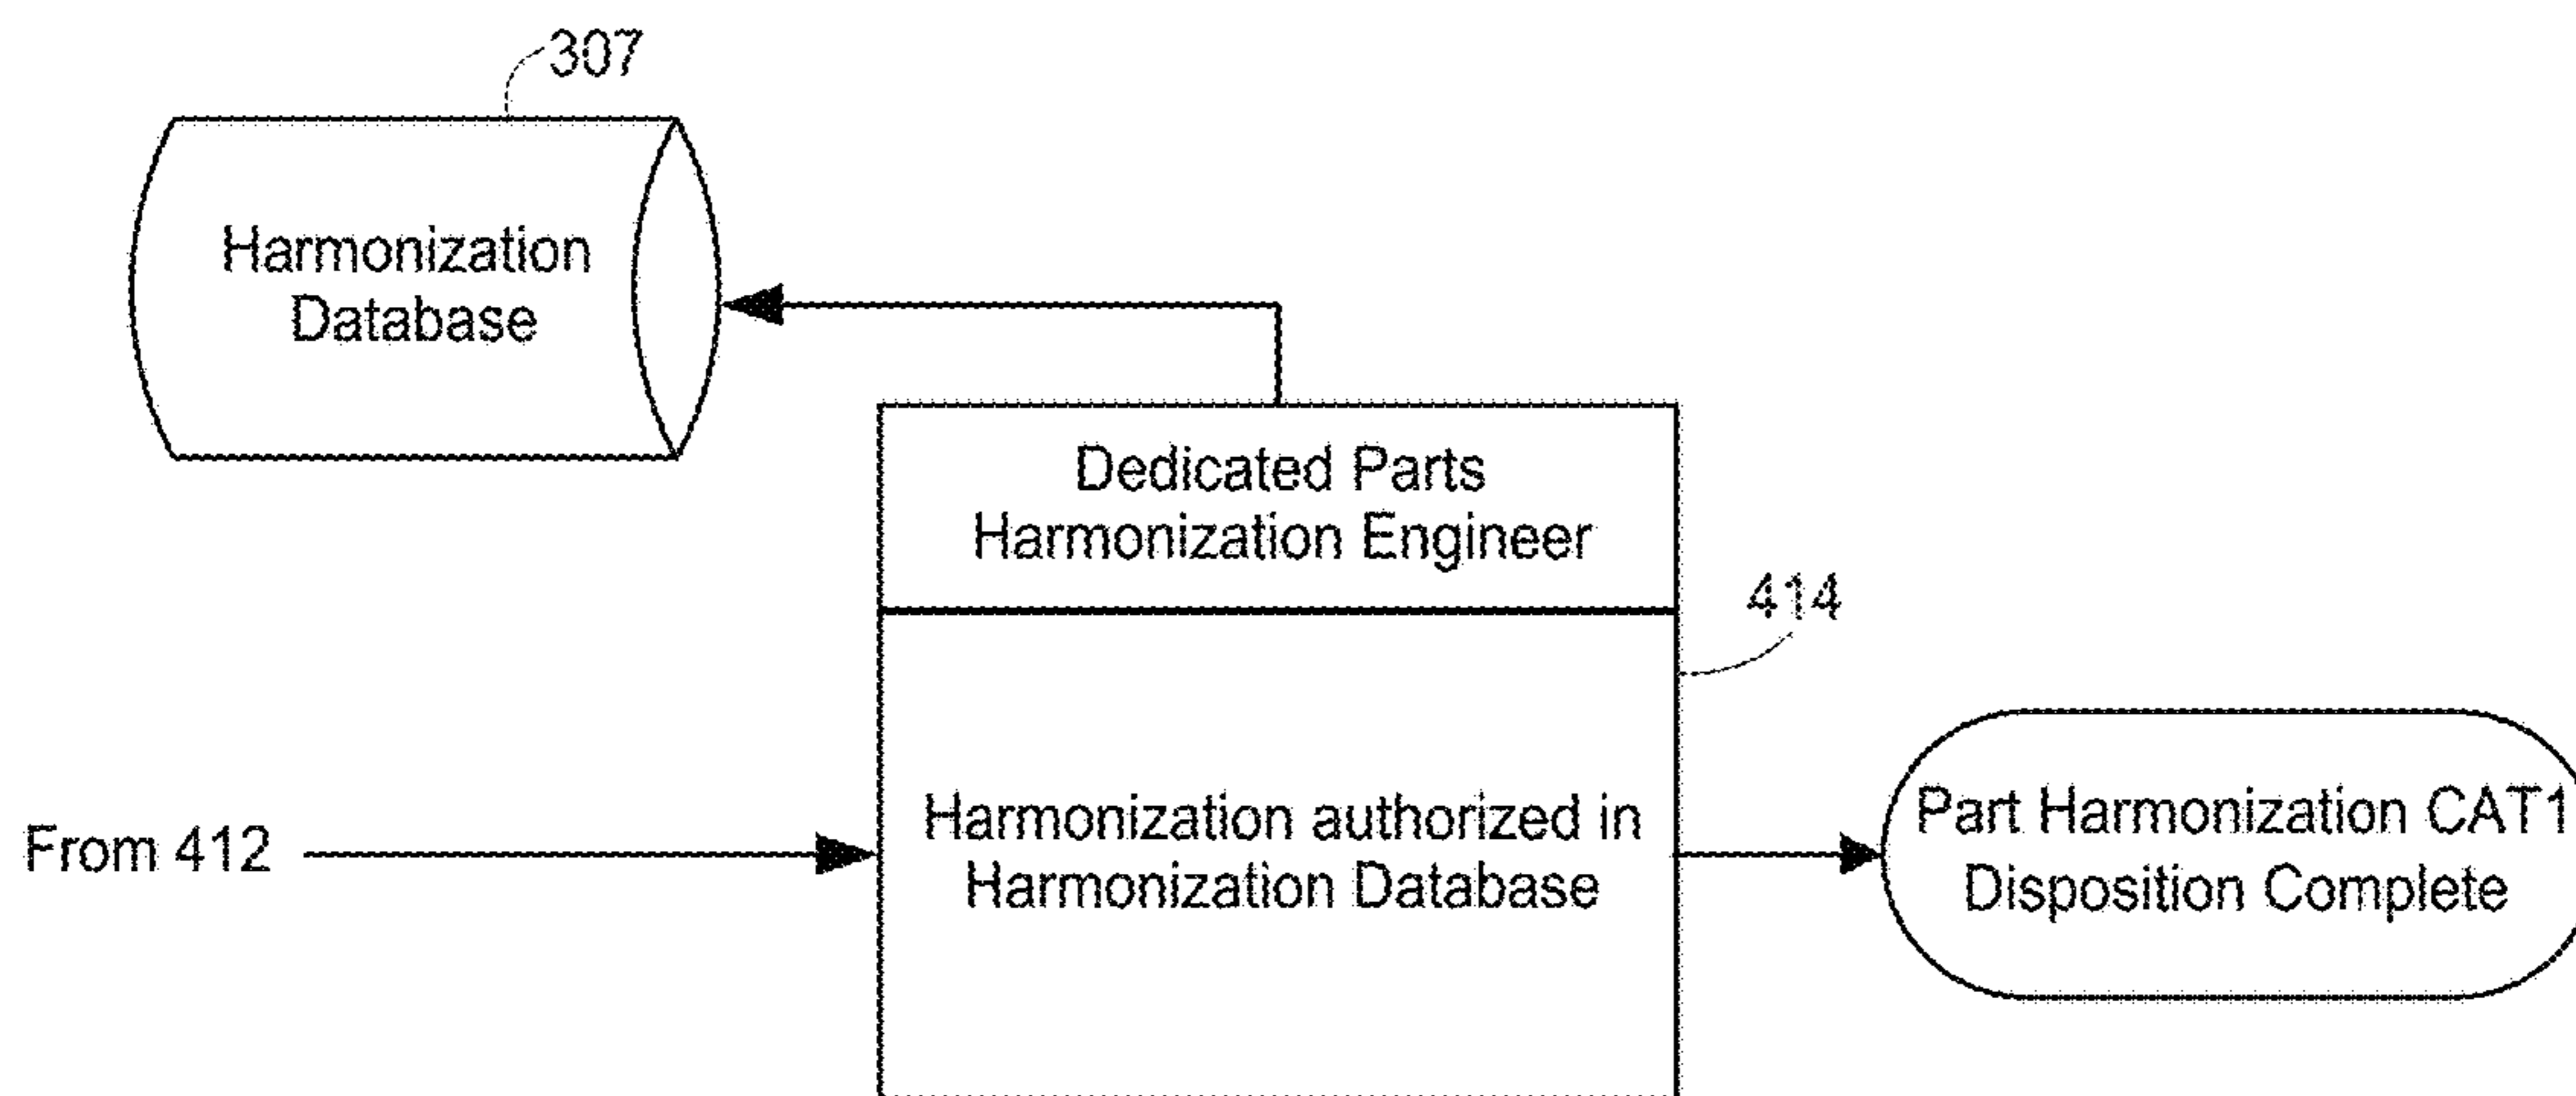 307
Harmonization
Database
Dedicated Parts
Harmonization Engineer
414
From 412
Harmonization authorized in
Harmonization Database
Part Harmonization CAT1
Disposition Complete